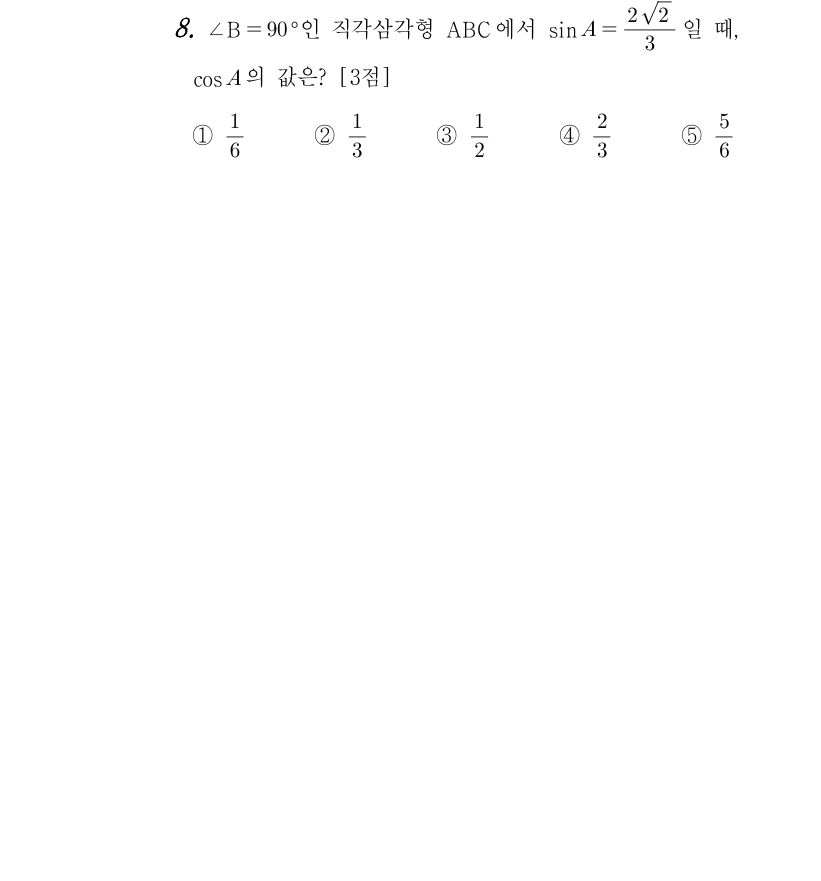 8. ∠B=90°인 직각삼각형 ABC에서 sin A = \frac{2\sqrt{2}}{3} 일 때,
cos A의 값은? [3점]
① \frac{1}{6} ② \frac{1}{3} ③ \frac{1}{2} ④ \frac{2}{3} ⑤ \frac{5}{6}